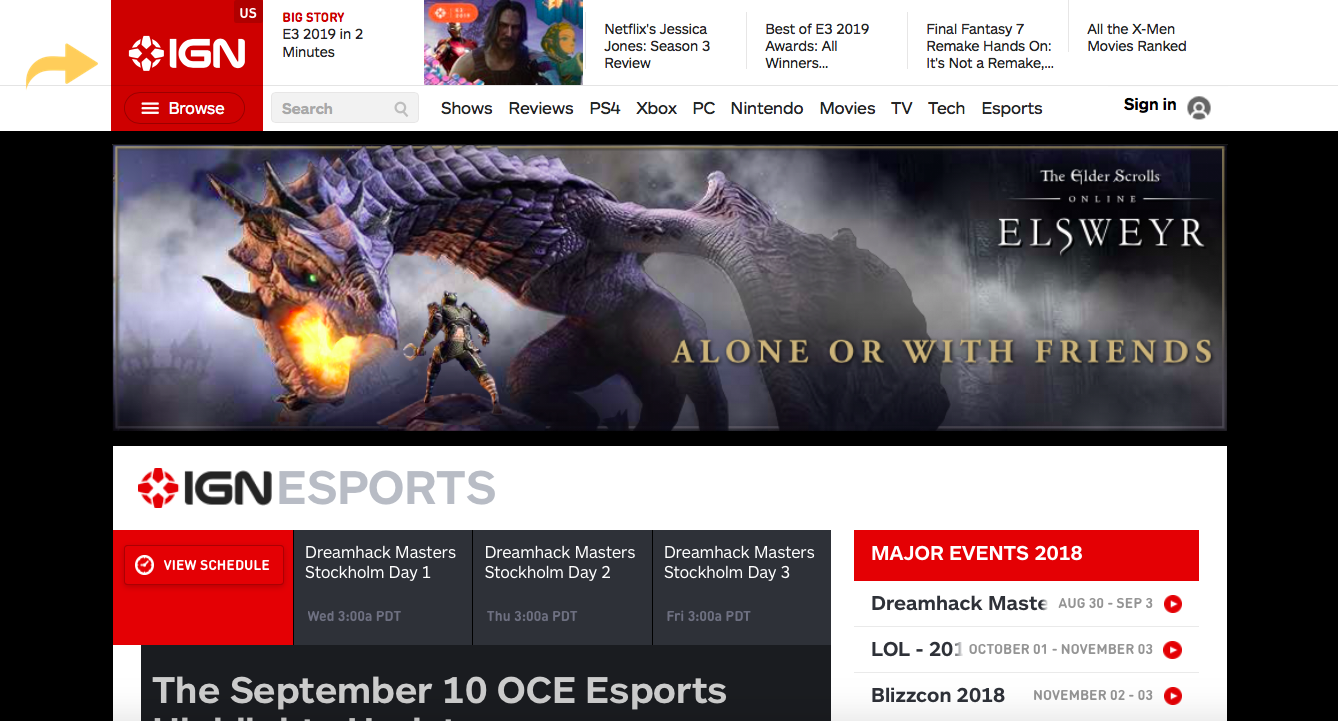 US
IGN
BIG STORY
E3 2019 in 2
Minutes
E3
2019
Netflix's Jessica
Jones: Season 3
Review
Best of E3 2019
Awards: All
Winners...
Final Fantasy 7
Remake Hands On:
It's Not a Remake,...
All the X-Men
Movies Ranked
Browse
Search
Shows Reviews PS4 Xbox PC Nintendo Movies TV Tech Esports
Sign in
The Elder Scrolls
ONLINE
ELSWEYR
ALONE OR WITH FRIENDS
IGN ESPORTS
VIEW SCHEDULE
Dreamhack Masters
Stockholm Day 1
Wed 3:00a PDT
Dreamhack Masters
Stockholm Day 2
Thu 3:00a PDT
Dreamhack Masters
Stockholm Day 3
Fri 3:00a PDT
MAJOR EVENTS 2018
Dreamhack Maste AUG 30 - SEP 3
LOL - 201 OCTOBER 01 - NOVEMBER 03
Blizzcon 2018 NOVEMBER 02 - 03
The September 10 OCE Esports